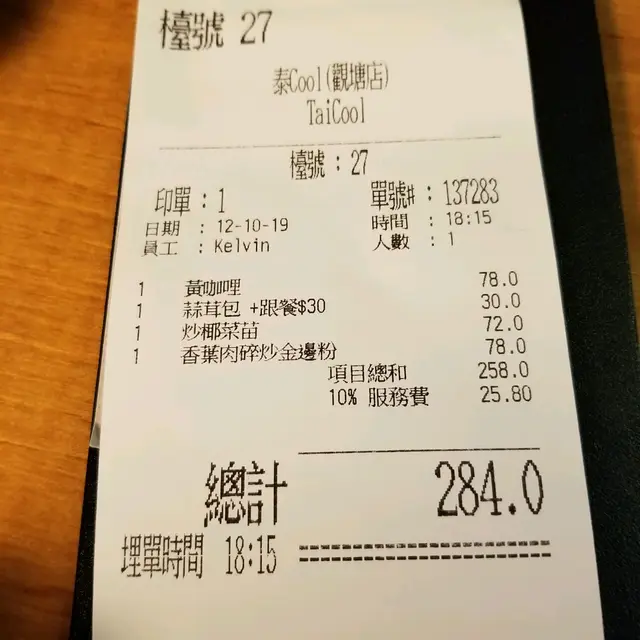 檯號 27
泰Cool(觀塘店)
TaiCool
檯號 : 27
印單 : 1 單號# : 137283
日期 : 12-10-19 時間 : 18:15
員工 : Kelvin 人數 : 1
1 黃咖哩 78.0
1 蒜茸包 +跟餐$30 30.0
1 炒椰菜苗 72.0
1 香葉肉碎炒金邊粉 78.0
項目總和 258.0
10% 服務費 25.80
總計 284.0
埋單時間 18:15